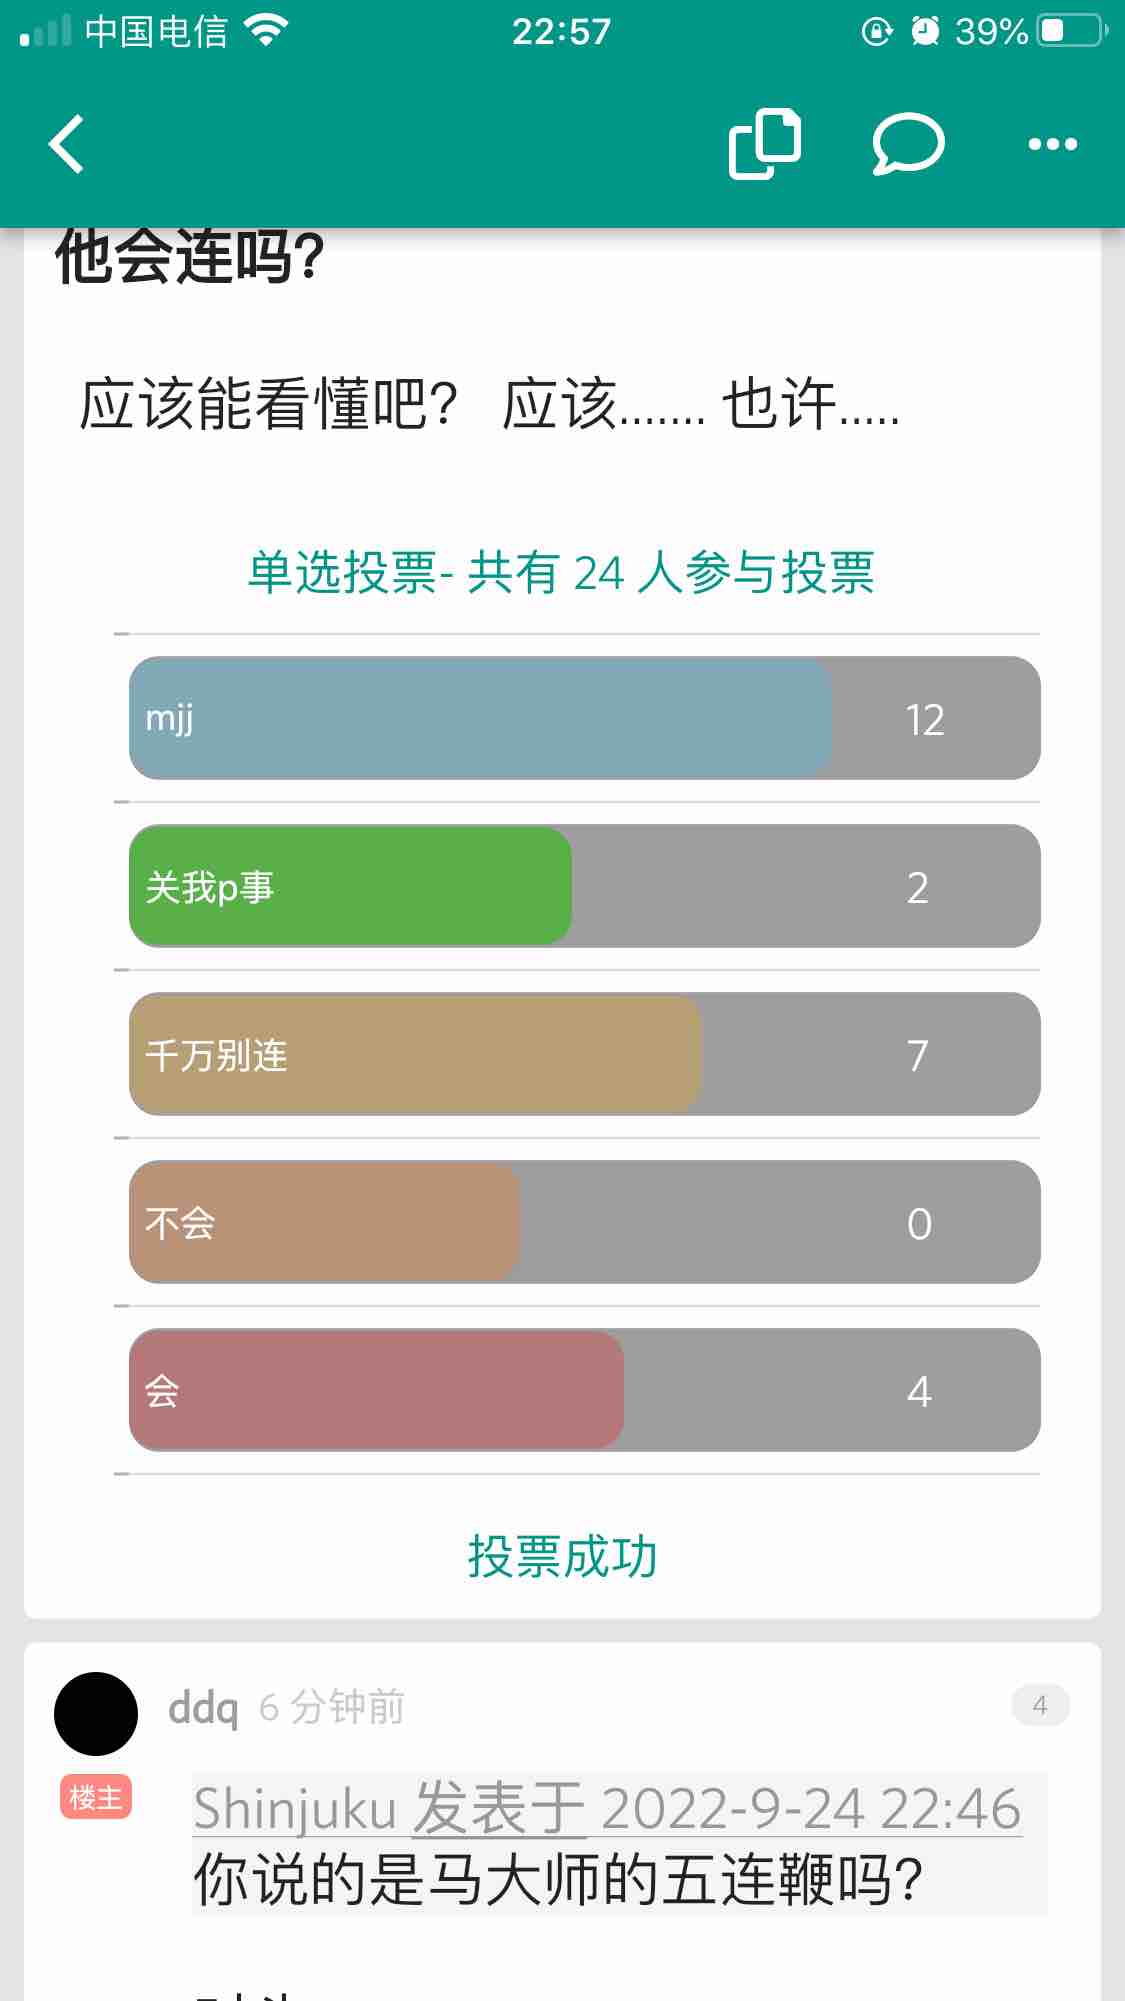 中国电信 22:57 39%
他会连吗?
应该能看懂吧? 应该....... 也许.....
单选投票- 共有 24 人参与投票
mjj 12
关我p事 2
千万别连 7
不会 0
会 4
投票成功
ddq 6 分钟前 4
楼主
Shinjuku 发表于 2022-9-24 22:46
你说的是马大师的五连鞭吗?